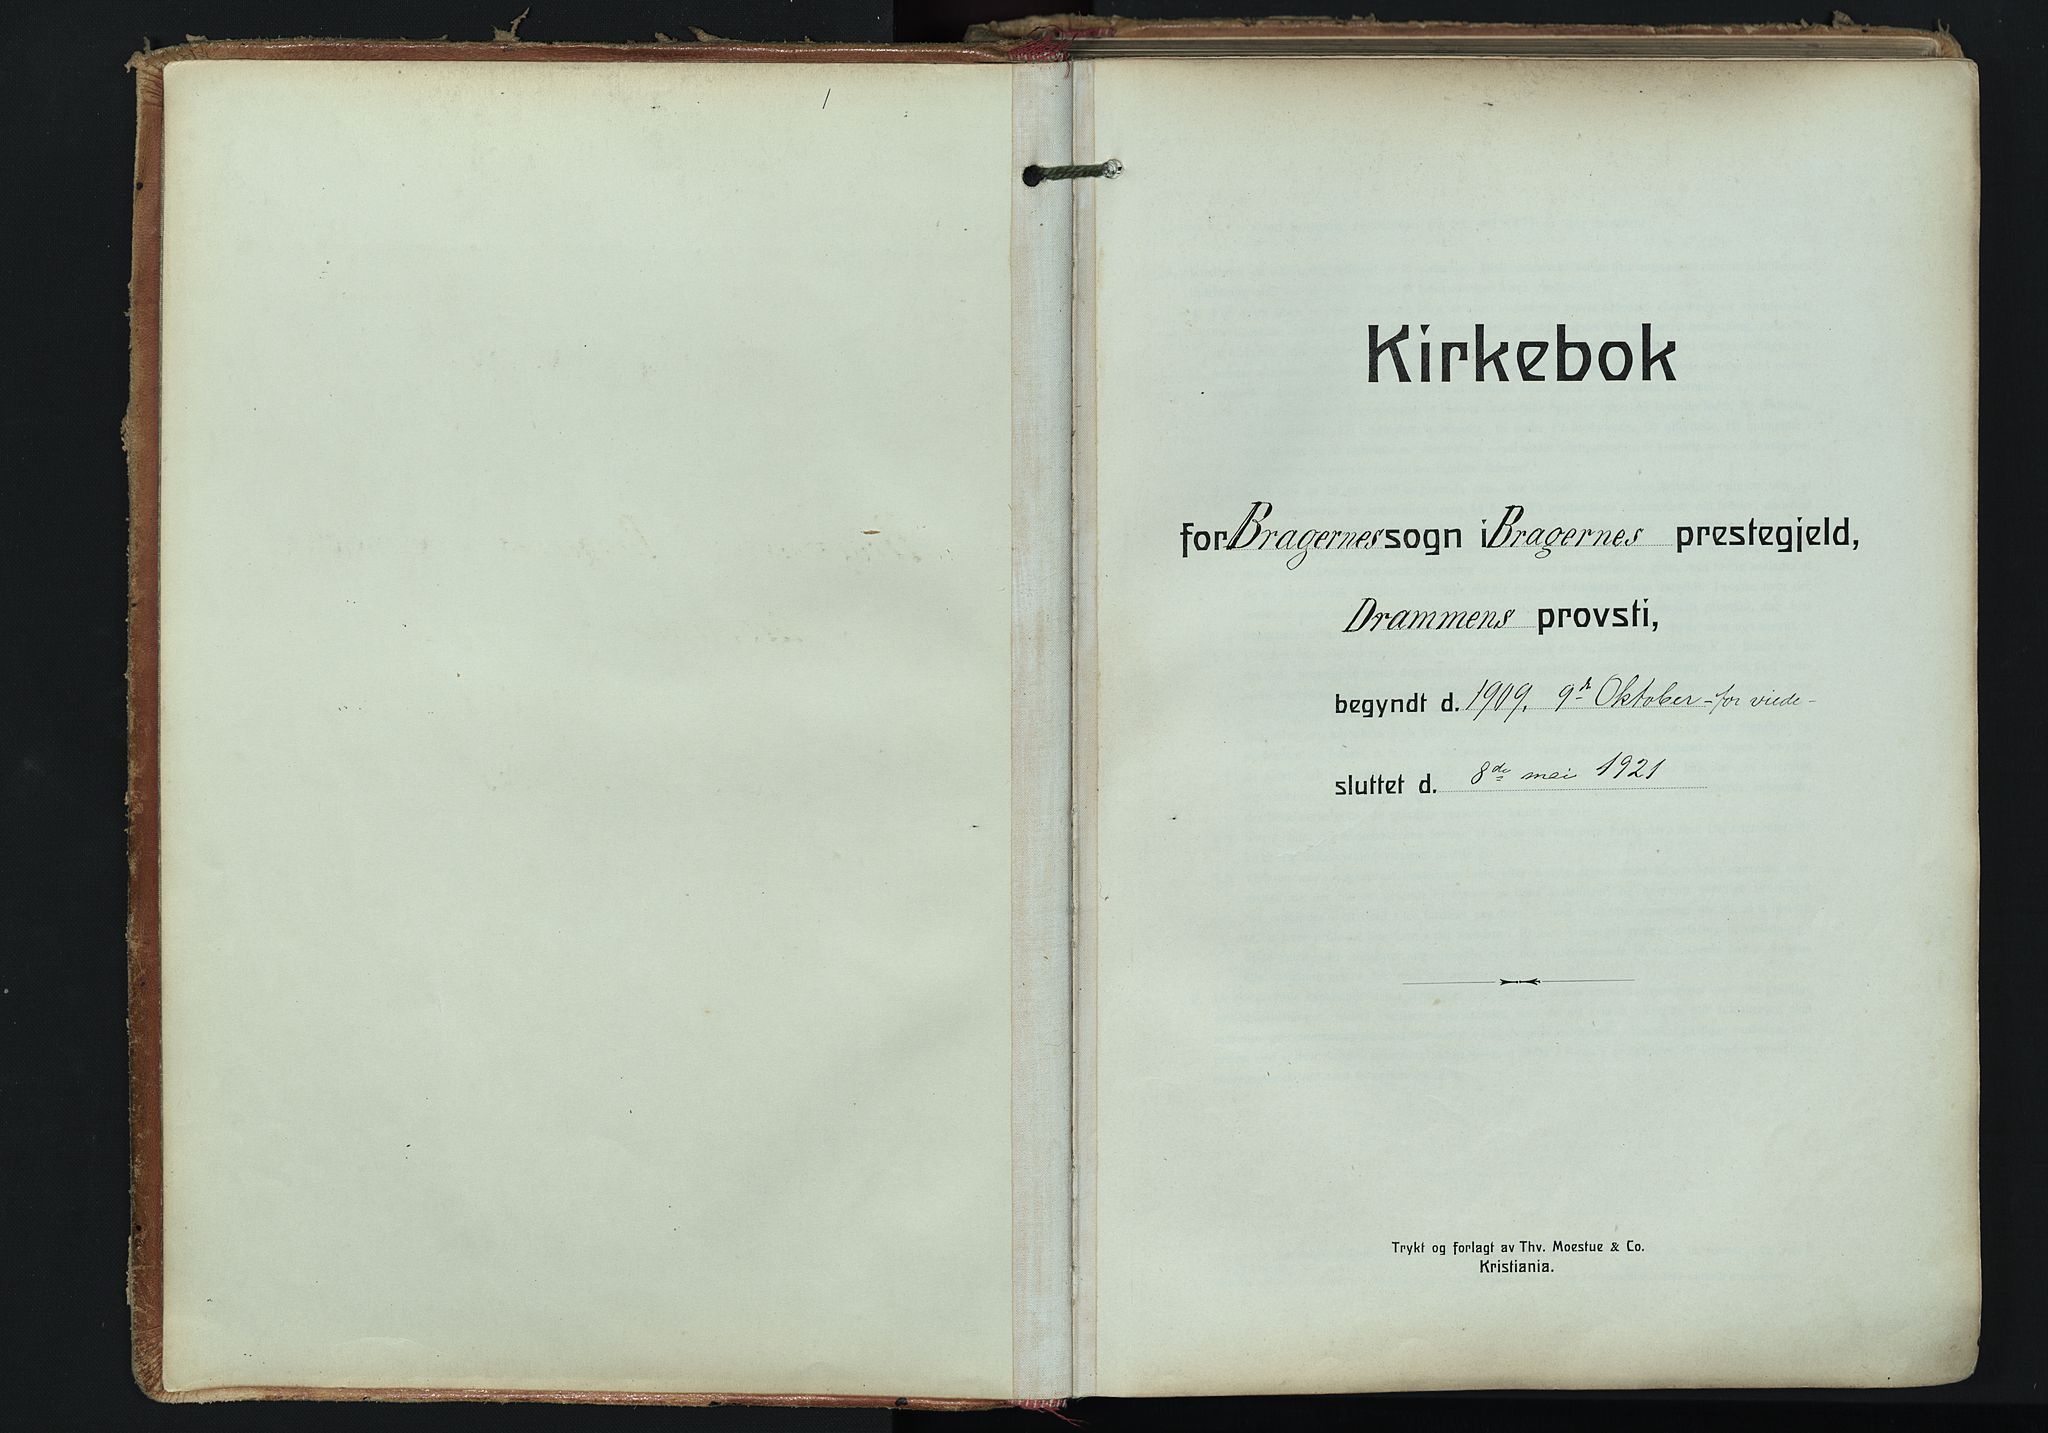 Kirkebok
for Bragernes sogn i Bragernes prestegjeld,
Drammens provsti,
begyndt d. 1909, 9de Oktober - for viede -
sluttet d. 8de mai 1921
Trykt og forlagt av Thv. Moestue & Co.
Kristiania.